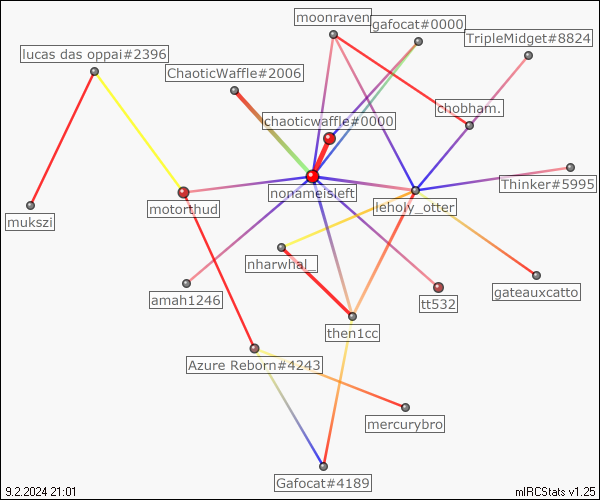 moonraven
gafocat#0000
TripleMidget#8824
lucas das oppai#2396
ChaoticWaffle#2006
chobham.
chaoticwaffle#0000
Thinker#5995
nonameisleft
motorthud
leholy_otter
mukszi
nharwhal_
gateauxcatto
amah1246
tt532
then1cc
Azure Reborn#4243
mercurybro
Gafocat#4189
9.2.2024 21:01
mIRCStats v1.25